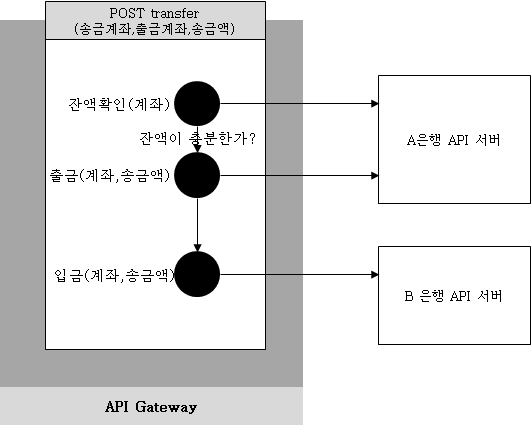 POST transfer
(송금계좌,출금계좌,송금액)
잔액확인(계좌)
잔액이 충분한가?
출금(계좌,송금액)
입금(계좌,송금액)
A은행 API 서버
B 은행 API 서버
API Gateway